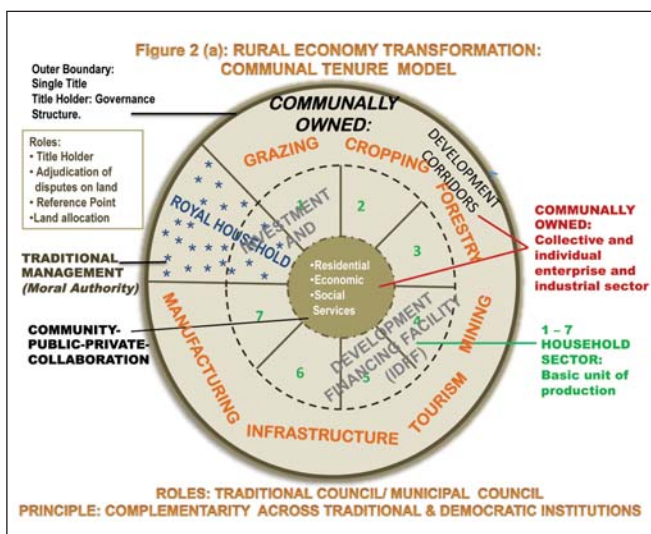 Figure 2 (a): RURAL ECONOMY TRANSFORMATION:
COMMUNAL TENURE MODEL
Outer Boundary:
Single Title
Title Holder: Governance
Structure.
Roles:
• Title Holder
• Adjudication of
disputes on land
• Reference Point
•Land allocation
TRADITIONAL
MANAGEMENT
(Moral Authority)
COMMUNITY-
PUBLIC-PRIVATE-
COLLABORATION
COMMUNALLY
OWNED:
GRAZING
CROPPING
FORESTRY
DEVELOPMENT
CORRIDORS
MINING
TOURISM
INFRASTRUCTURE
MANUFACTURING
ROYAL HOUSEHOLD
INVESTMENT
AND
DEVELOPMENT
FINANCING FACILITY
(IDFF)
1
2
3
4
5
6
7
•Residential
•Economic
•Social
Services
COMMUNALLY
OWNED:
Collective and
individual
enterprise and
industrial sector
1 – 7
HOUSEHOLD
SECTOR:
Basic unit of
production
ROLES: TRADITIONAL COUNCIL/ MUNICIPAL COUNCIL
PRINCIPLE: COMPLEMENTARITY ACROSS TRADITIONAL & DEMOCRATIC INSTITUTIONS